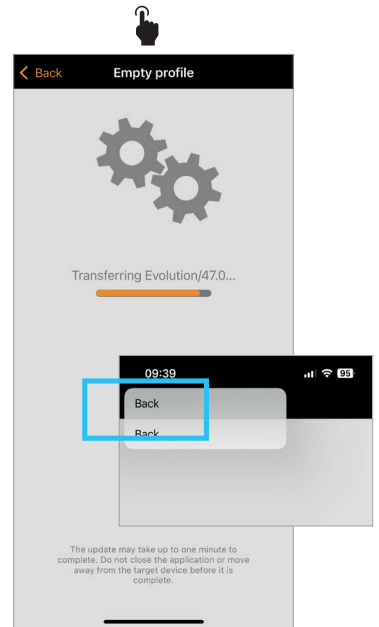 Back
Empty profile
Transferring Evolution/47.0...
09:39
95
Back
Back
The update may take up to one minute to
complete. Do not close the application or move
away from the target device before it is
complete.